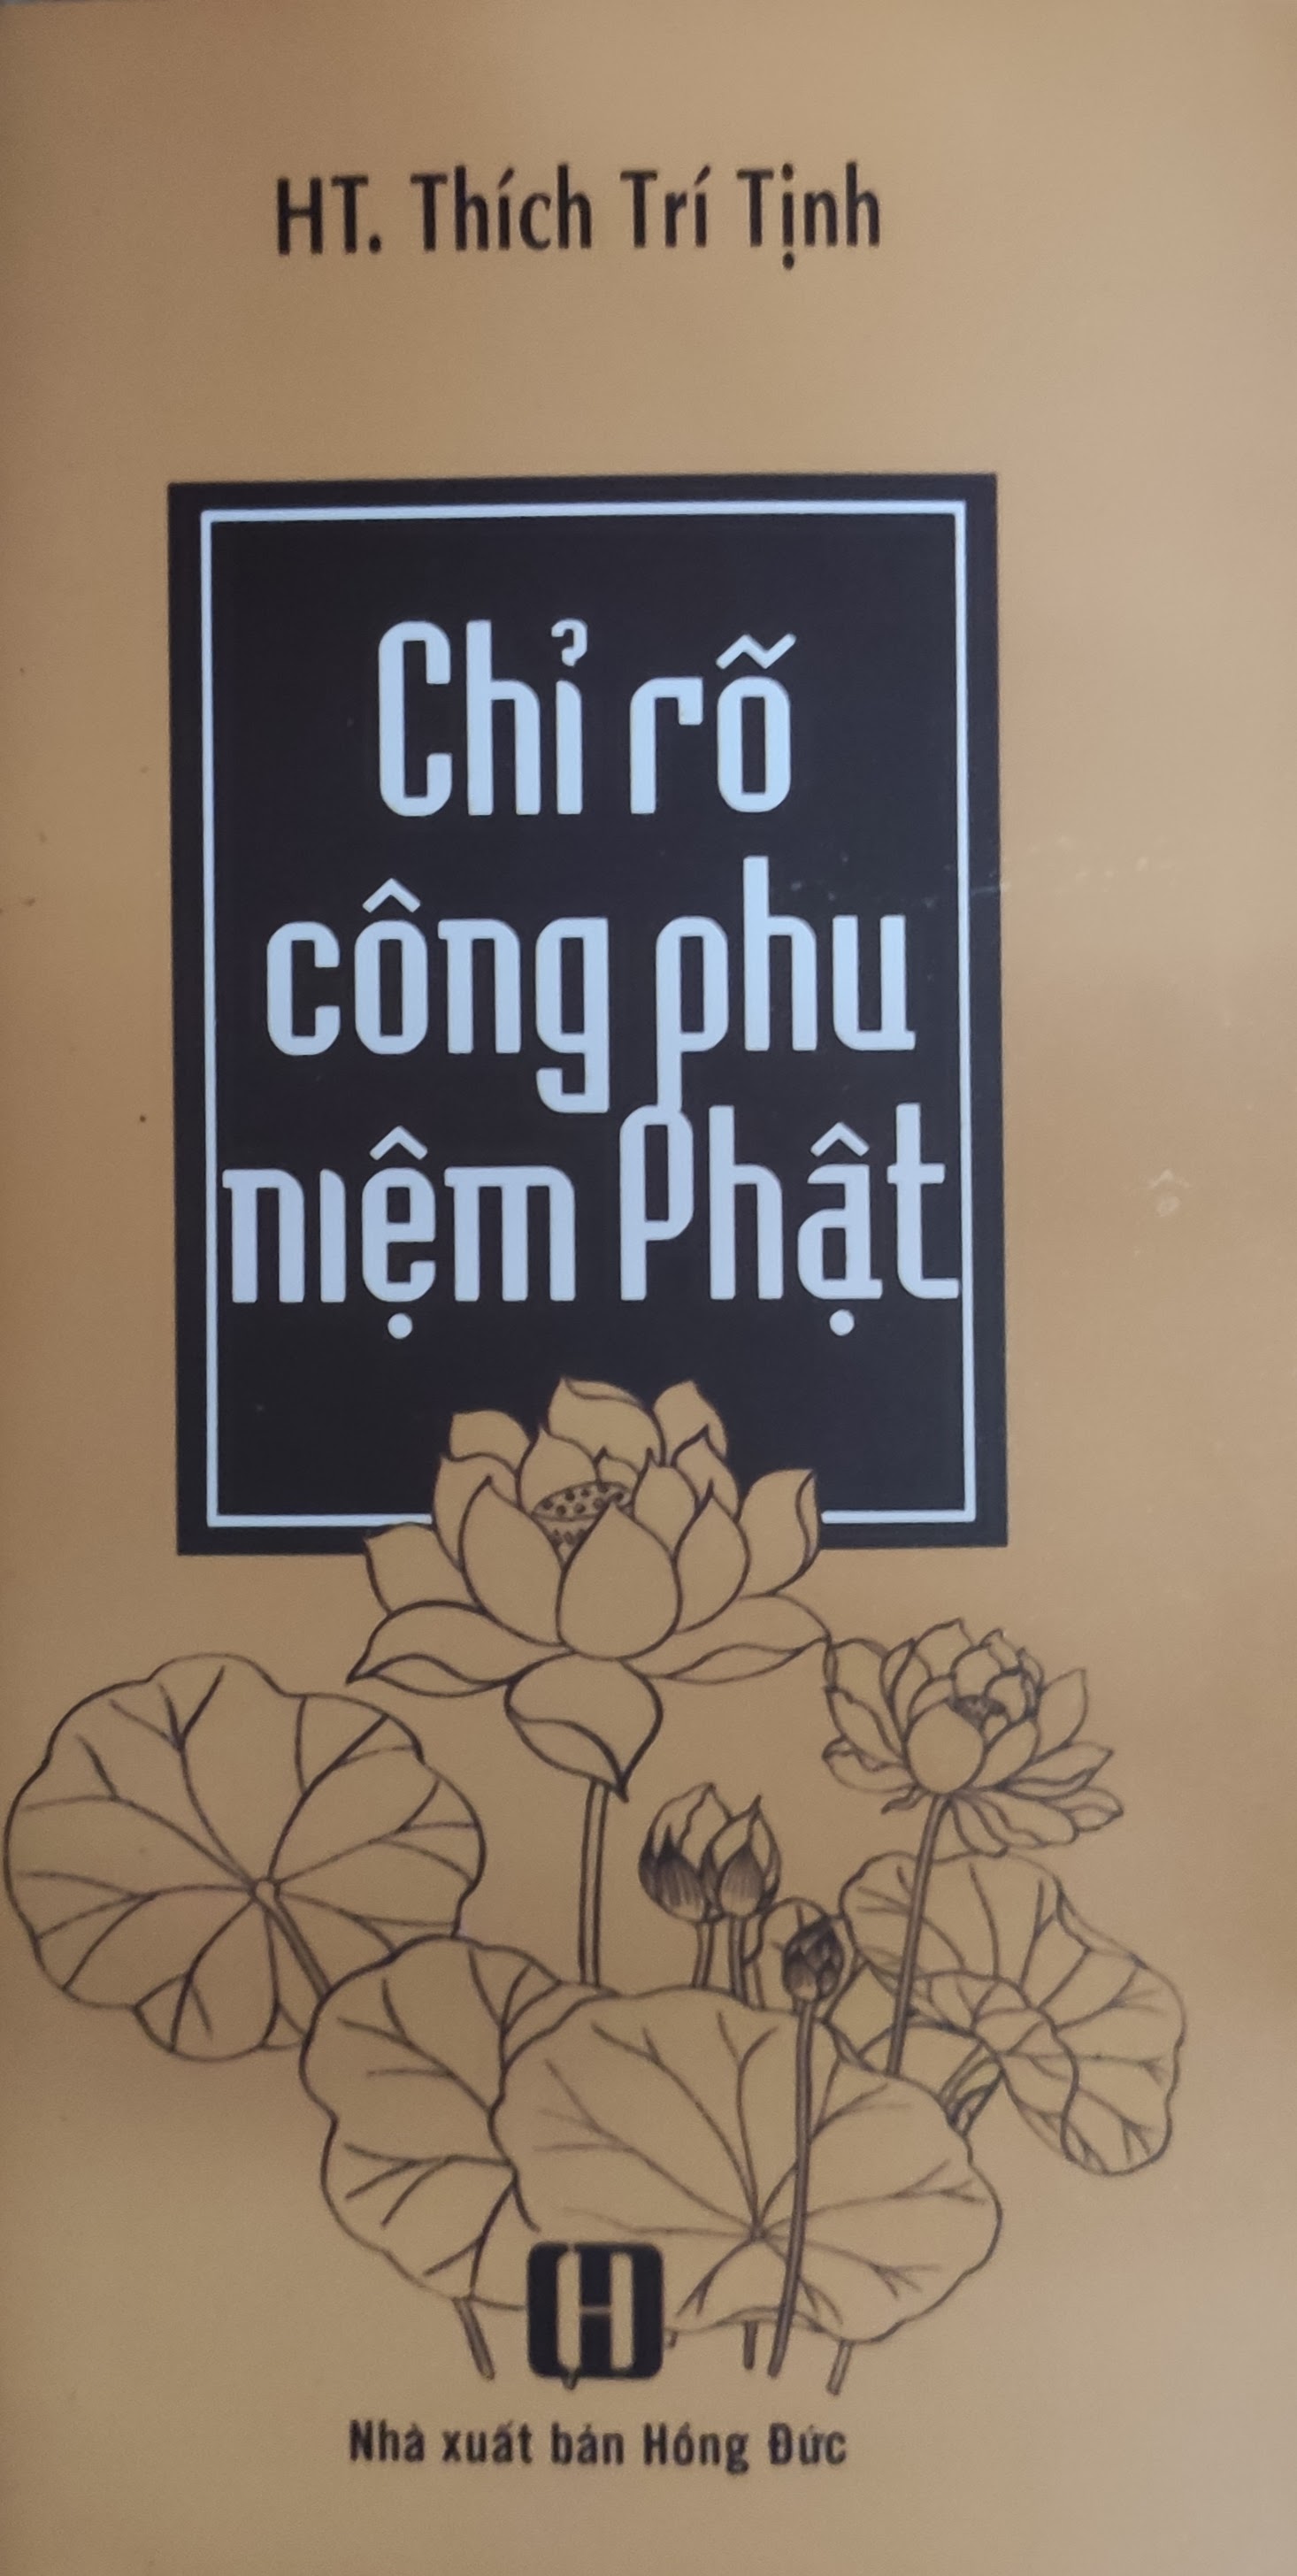 HT. Thích Trí Tịnh
Chỉ rõ
công phu
niệm Phật
Nhà xuất bản Hồng Đức